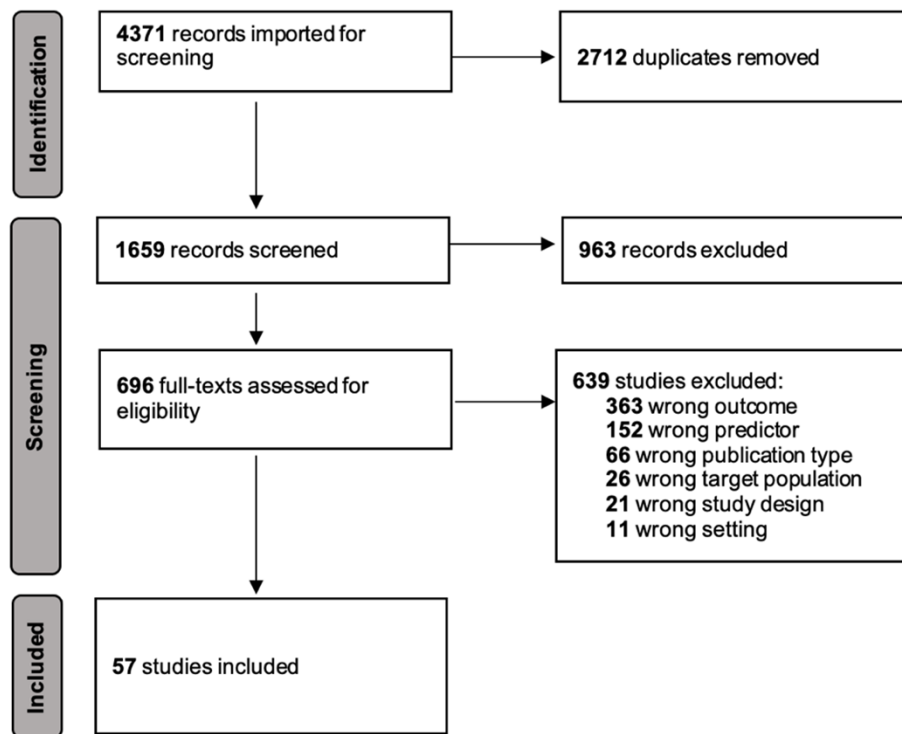 Identification
4371 records imported for
screening
2712 duplicates removed
Screening
1659 records screened
963 records excluded
696 full-texts assessed for
eligibility
639 studies excluded:
363 wrong outcome
152 wrong predictor
66 wrong publication type
26 wrong target population
21 wrong study design
11 wrong setting
Included
57 studies included